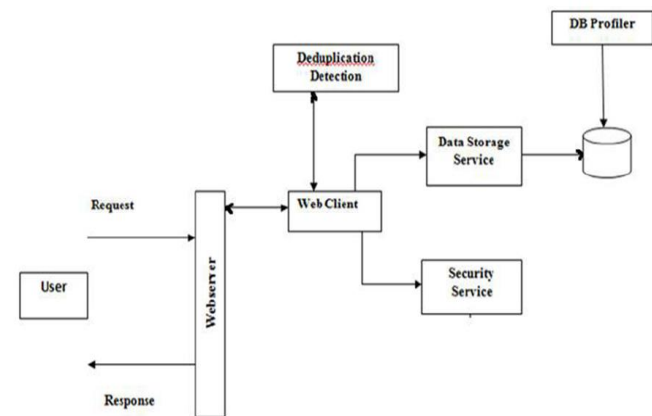 DB Profiler
Deduplication
Detection
Data Storage
Service
Request
Web Client
Webserver
User
Security
Service
Response